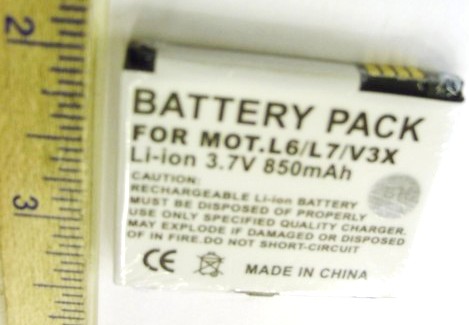 2
3
BATTERY PACK
FOR MOT.L6/L7/V3X
Li-ion 3.7V 850mAh
CAUTION:
RECHARGEABLE Li-ion BATTERY
MUST BE DISPOSED OF PROPERLY
USE ONLY SPECIFIED QUALITY CHARGER.
MAY EXPLODE IF DAMAGED OR DISPOSED
OF IN FIRE.DO NOT SHORT-CIRCUIT
CE MADE IN CHINA